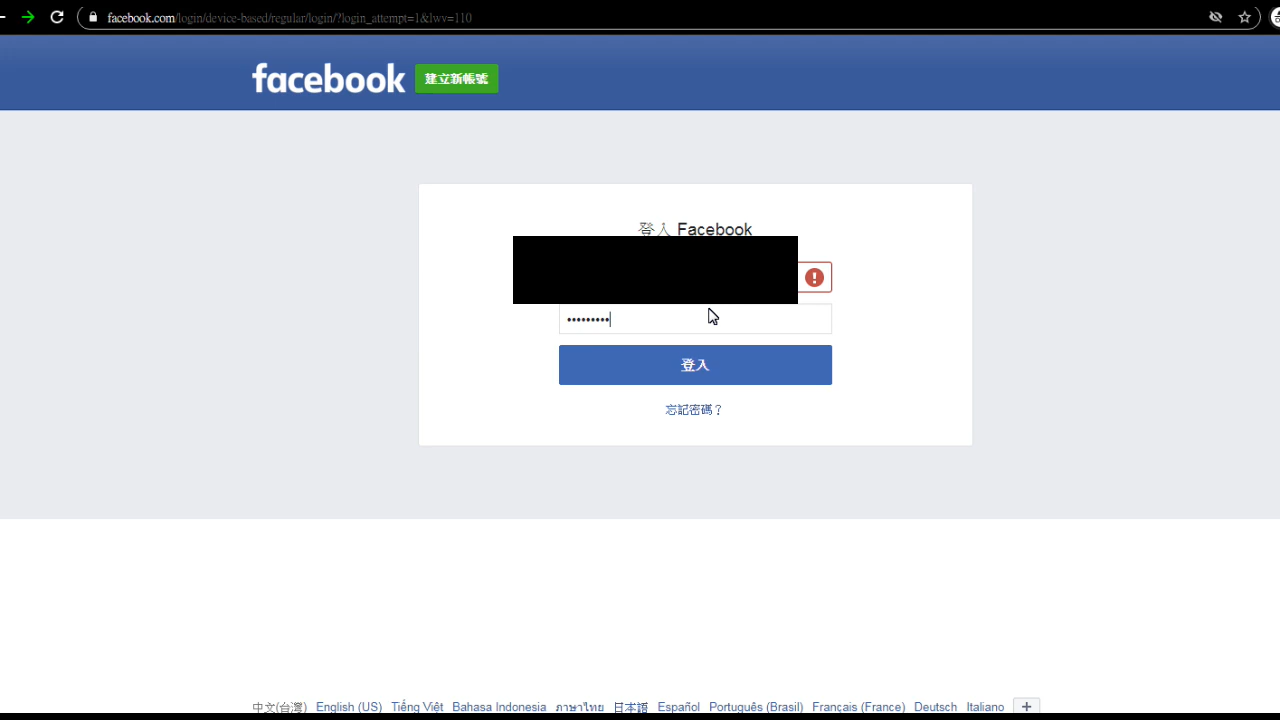 facebook.com/login/device-based/regular/login/?login_attempt=1&lwv=110
facebook 建立新帳號
登入 Facebook
•••••••••
登入
忘記密碼？
中文(台灣) English (US) Tiếng Việt Bahasa Indonesia ภาษาไทย 日本語 Español Português (Brasil) Français (France) Deutsch Italiano +